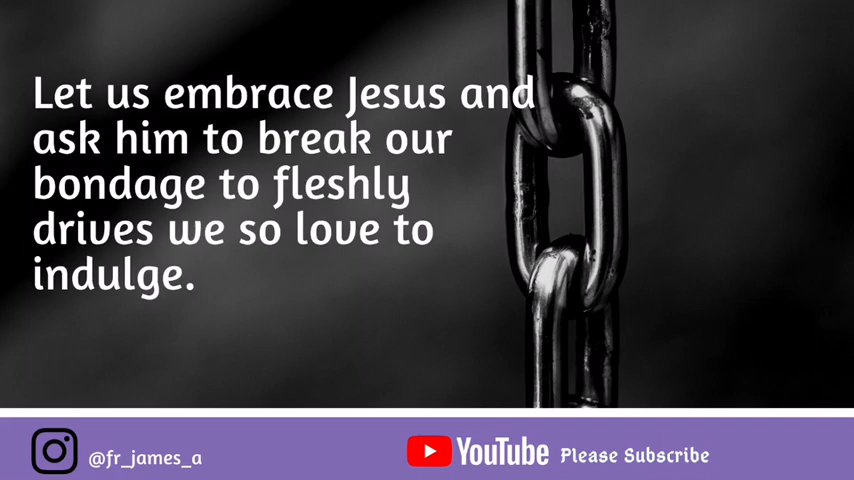 Let us embrace Jesus and
ask him to break our
bondage to fleshly
drives we so love to
indulge.
@fr_james_a
YouTube Please Subscribe